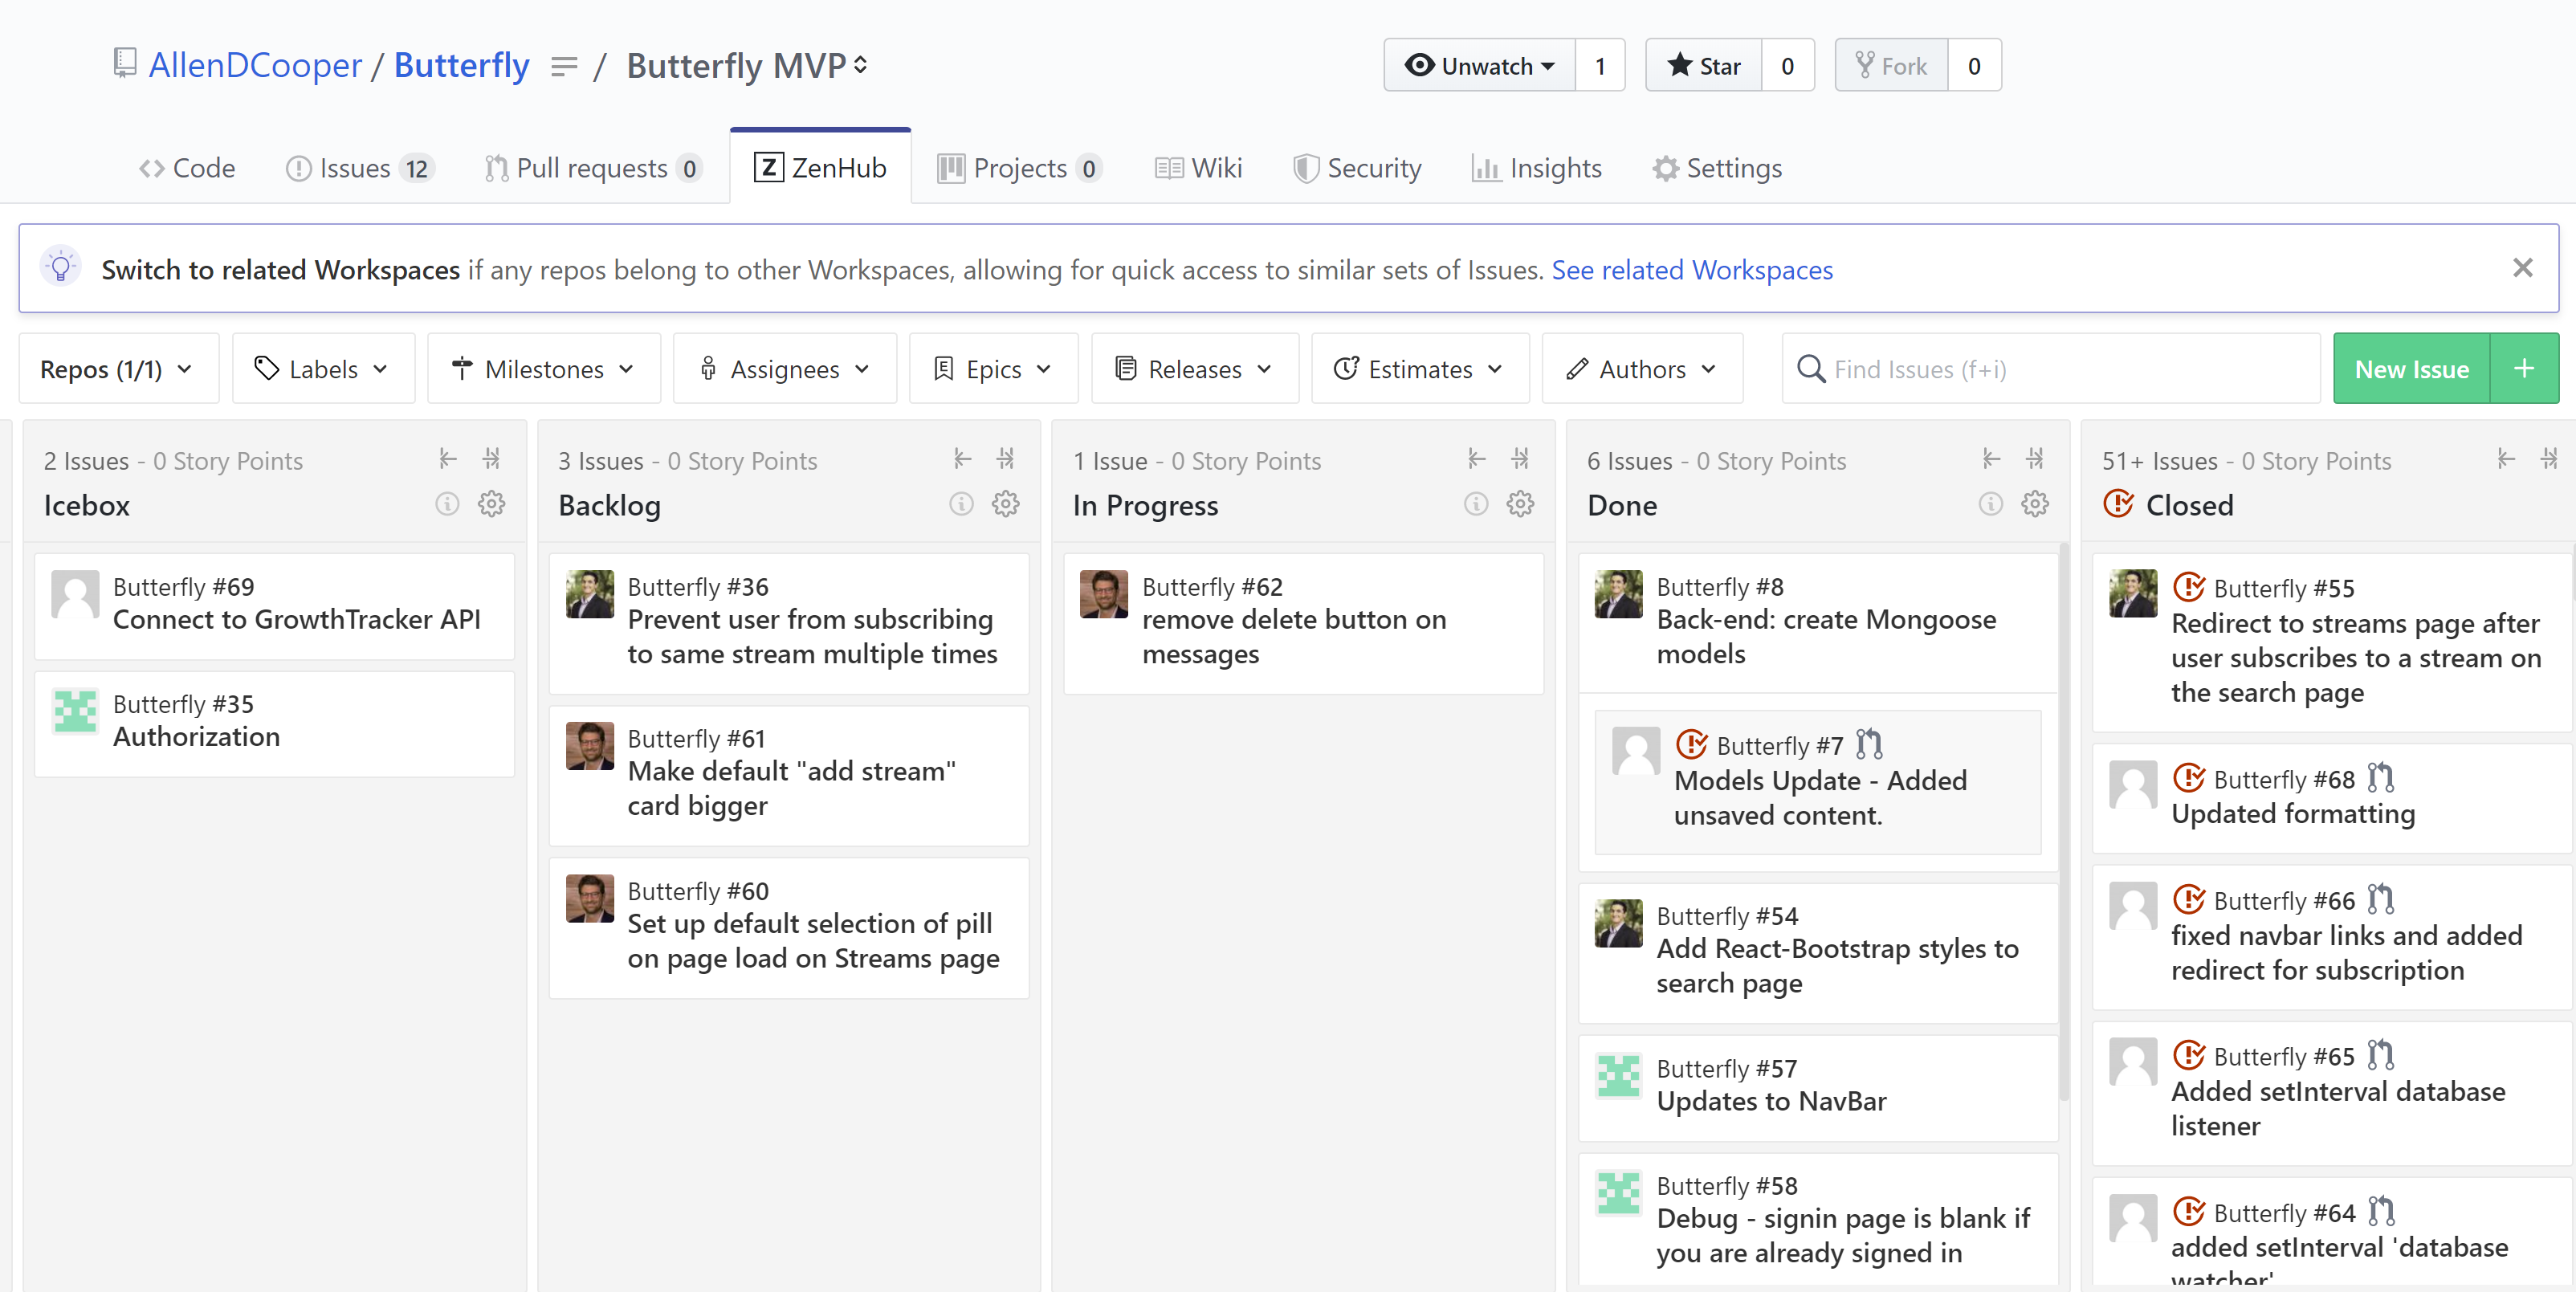 AllenDCooper / Butterfly / Butterfly MVP
Unwatch 1 Star 0 Fork 0
Code Issues 12 Pull requests 0 ZenHub Projects 0 Wiki Security Insights Settings
Switch to related Workspaces if any repos belong to other Workspaces, allowing for quick access to similar sets of Issues. See related Workspaces
Repos (1/1) Labels Milestones Assignees Epics Releases Estimates Authors Find Issues (f+i) New Issue +
2 Issues - 0 Story Points
Icebox
Butterfly #69
Connect to GrowthTracker API
Butterfly #35
Authorization
3 Issues - 0 Story Points
Backlog
Butterfly #36
Prevent user from subscribing
to same stream multiple times
Butterfly #61
Make default "add stream"
card bigger
Butterfly #60
Set up default selection of pill
on page load on Streams page
1 Issue - 0 Story Points
In Progress
Butterfly #62
remove delete button on
messages
6 Issues - 0 Story Points
Done
Butterfly #8
Back-end: create Mongoose
models
Butterfly #7
Models Update - Added
unsaved content.
Butterfly #54
Add React-Bootstrap styles to
search page
Butterfly #57
Updates to NavBar
Butterfly #58
Debug - signin page is blank if
you are already signed in
51+ Issues - 0 Story Points
Closed
Butterfly #55
Redirect to streams page after
user subscribes to a stream on
the search page
Butterfly #68
Updated formatting
Butterfly #66
fixed navbar links and added
redirect for subscription
Butterfly #65
Added setInterval database
listener
Butterfly #64
added setInterval 'database
watcher'